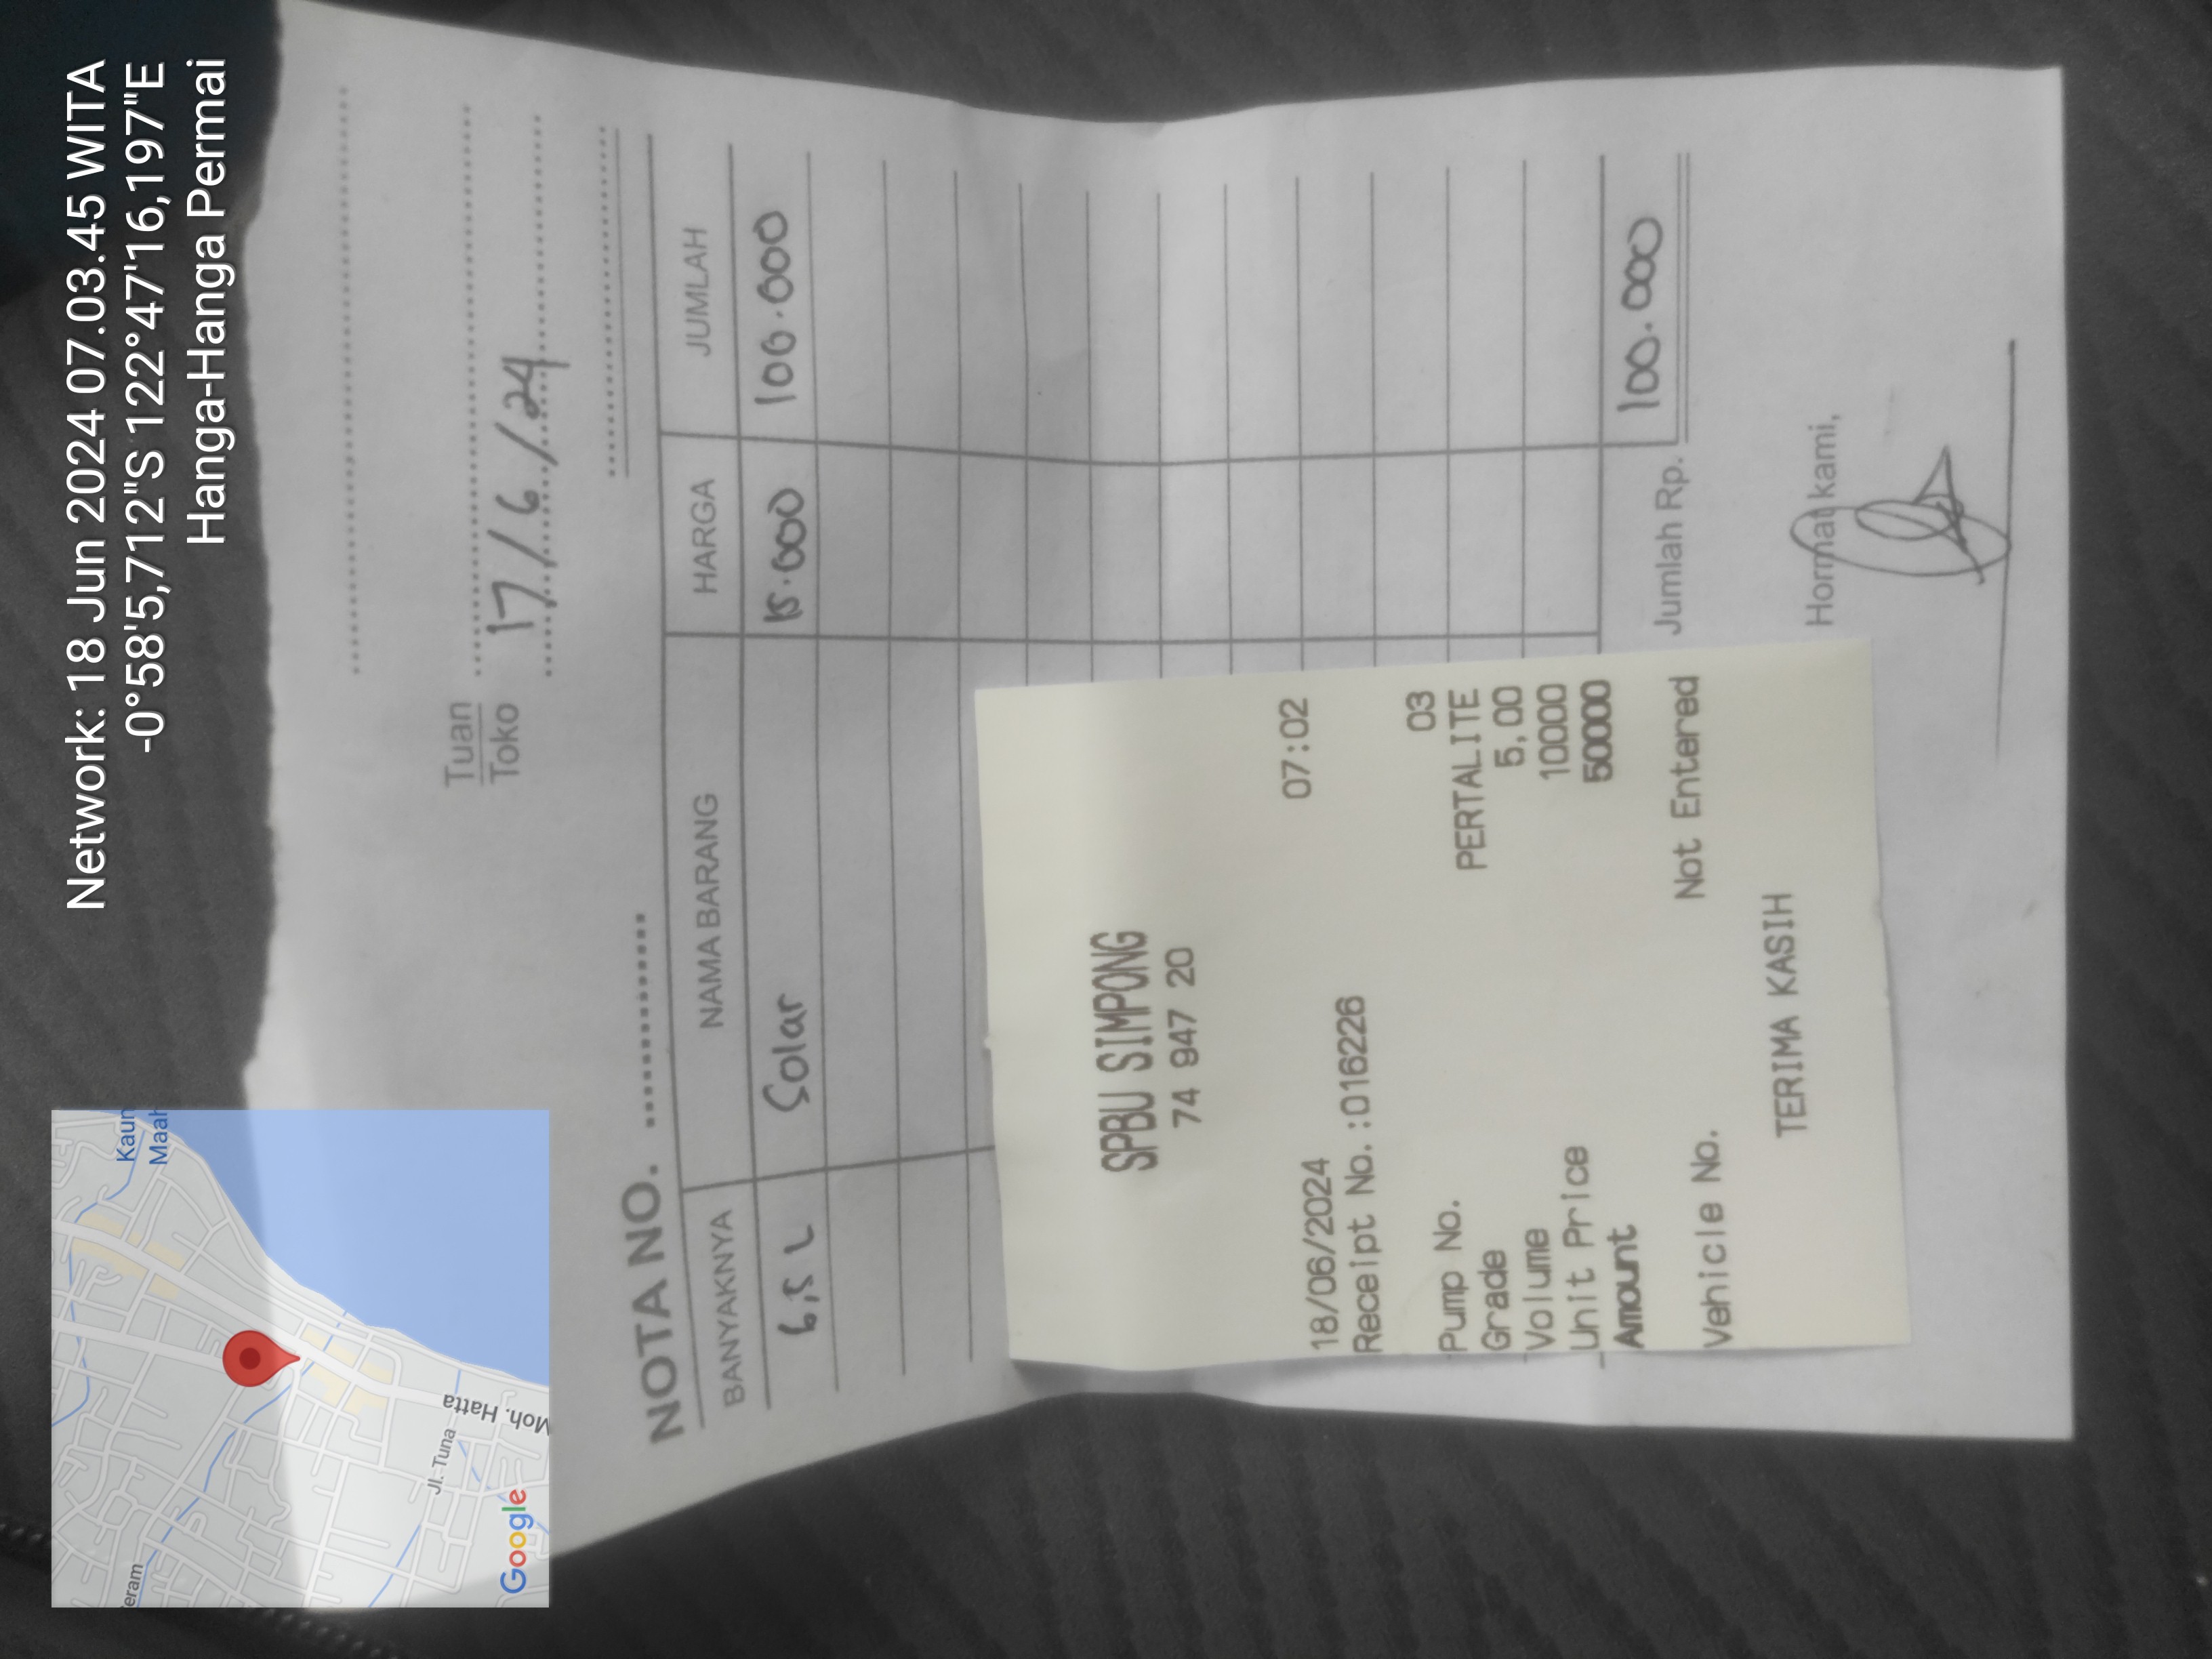 Network: 18 Jun 2024 07.03.45 WITA
-0°58'5,712"S 122°47'16,197"E
Hanga-Hanga Permai
Kaun
Maah
Moh. Hatta
Jl. Tuna
eram
Google
Tuan
Toko
17/6/24
NOTA NO.
BANYAKNYA NAMA BARANG HARGA JUMLAH
6,5 L Solar 15.000 100.000
Jumlah Rp. 100.000
Hormat kami,
SPBU SIMPONG
74 947 20
18/06/2024 07:02
Receipt No. :016226
Pump No. 03
Grade PERTALITE
Volume 5,00
Unit Price 10000
Amount 50000
Vehicle No. Not Entered
TERIMA KASIH